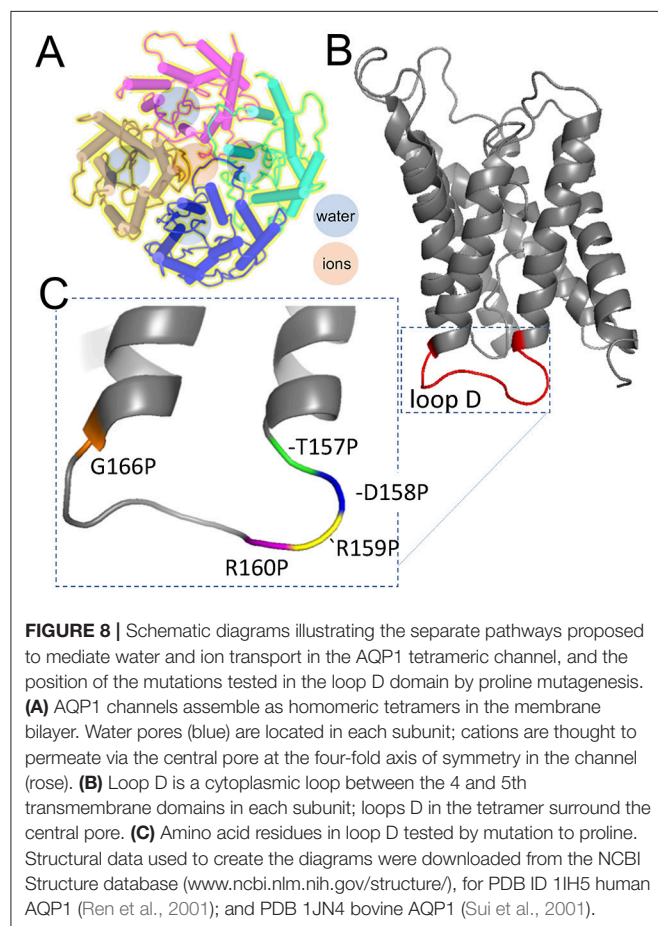 A
B
water
ions
C
loop D
-T157P
G166P
-D158P
`R159P
R160P
FIGURE 8 | Schematic diagrams illustrating the separate pathways proposed
to mediate water and ion transport in the AQP1 tetrameric channel, and the
position of the mutations tested in the loop D domain by proline mutagenesis.
(A) AQP1 channels assemble as homomeric tetramers in the membrane
bilayer. Water pores (blue) are located in each subunit; cations are thought to
permeate via the central pore at the four-fold axis of symmetry in the channel
(rose). (B) Loop D is a cytoplasmic loop between the 4 and 5th
transmembrane domains in each subunit; loops D in the tetramer surround the
central pore. (C) Amino acid residues in loop D tested by mutation to proline.
Structural data used to create the diagrams were downloaded from the NCBI
Structure database (www.ncbi.nlm.nih.gov/structure/), for PDB ID 1IH5 human
AQP1 (Ren et al., 2001); and PDB 1JN4 bovine AQP1 (Sui et al., 2001).